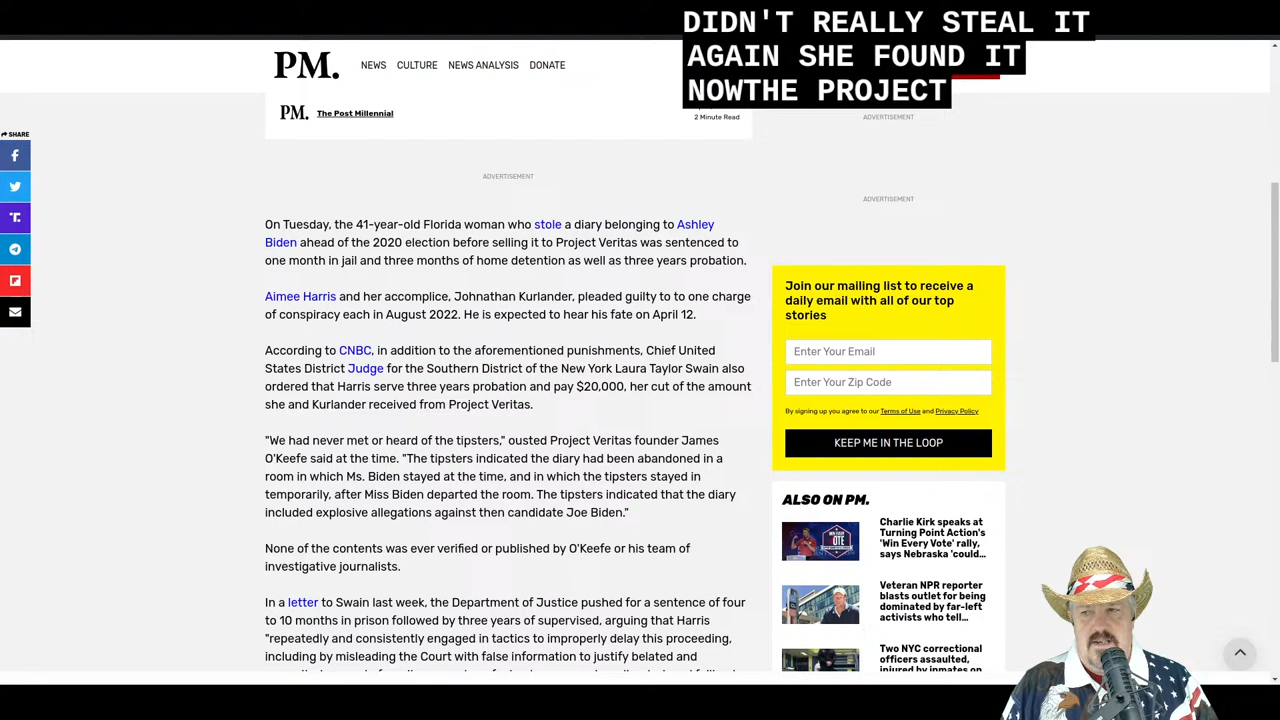 DIDN'T REALLY STEAL IT
AGAIN SHE FOUND IT
NOWTHE PROJECT
PM.
NEWS CULTURE NEWS ANALYSIS DONATE
PM. The Post Millennial
2 Minute Read
SHARE
ADVERTISEMENT
ADVERTISEMENT
ADVERTISEMENT
On Tuesday, the 41-year-old Florida woman who stole a diary belonging to Ashley
Biden ahead of the 2020 election before selling it to Project Veritas was sentenced to
one month in jail and three months of home detention as well as three years probation.
Aimee Harris and her accomplice, Johnathan Kurlander, pleaded guilty to to one charge
of conspiracy each in August 2022. He is expected to hear his fate on April 12.
According to CNBC, in addition to the aforementioned punishments, Chief United
States District Judge for the Southern District of the New York Laura Taylor Swain also
ordered that Harris serve three years probation and pay $20,000, her cut of the amount
she and Kurlander received from Project Veritas.
"We had never met or heard of the tipsters," ousted Project Veritas founder James
O'Keefe said at the time. "The tipsters indicated the diary had been abandoned in a
room in which Ms. Biden stayed at the time, and in which the tipsters stayed in
temporarily, after Miss Biden departed the room. The tipsters indicated that the diary
included explosive allegations against then candidate Joe Biden."
None of the contents was ever verified or published by O'Keefe or his team of
investigative journalists.
In a letter to Swain last week, the Department of Justice pushed for a sentence of four
to 10 months in prison followed by three years of supervised, arguing that Harris
"repeatedly and consistently engaged in tactics to improperly delay this proceeding,
including by misleading the Court with false information to justify belated and
Join our mailing list to receive a
daily email with all of our top
stories
Enter Your Email
Enter Your Zip Code
By signing up you agree to our Terms of Use and Privacy Policy
KEEP ME IN THE LOOP
ALSO ON PM.
Charlie Kirk speaks at
Turning Point Action's
'Win Every Vote' rally,
says Nebraska 'could...
Veteran NPR reporter
blasts outlet for being
dominated by far-left
activists who tell...
Two NYC correctional
officers assaulted,
injured by inmates on